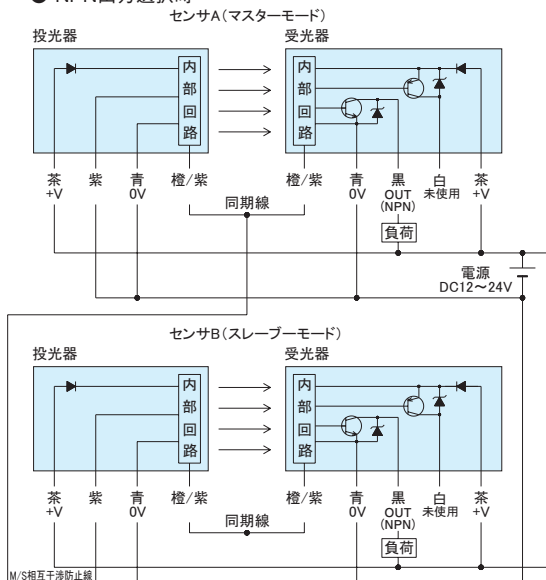 ● NPN出力選択時
センサA(マスターモード)
投光器
受光器
内部回路
内部回路
茶 +V
紫
青 0V
橙/紫
同期線
橙/紫
青 0V
黒 OUT (NPN)
白 未使用
茶 +V
負荷
電源 DC12～24V
センサB(スレーブーモード)
投光器
受光器
内部回路
内部回路
茶 +V
紫
青 0V
橙/紫
同期線
橙/紫
青 0V
黒 OUT (NPN)
白 未使用
茶 +V
負荷
M/S相互干渉防止線